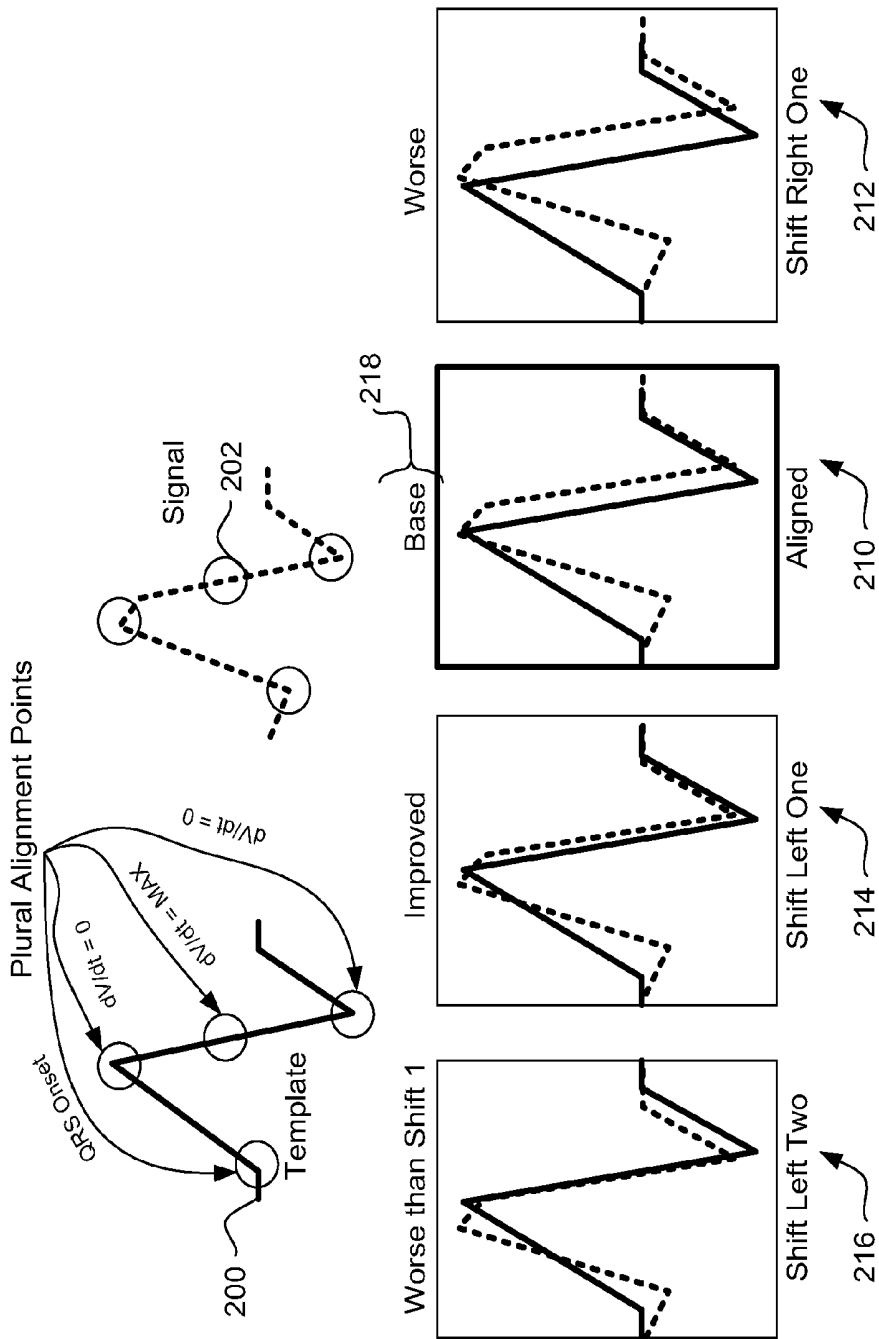 Plural Alignment Points
QRS Onset
dV/dt = 0
dV/dt = MAX
dV/dt = 0
200
Template
Signal
202
218
Worse than Shift 1
Improved
Base
Worse
Shift Left Two
Shift Left One
Aligned
Shift Right One
216
214
210
212